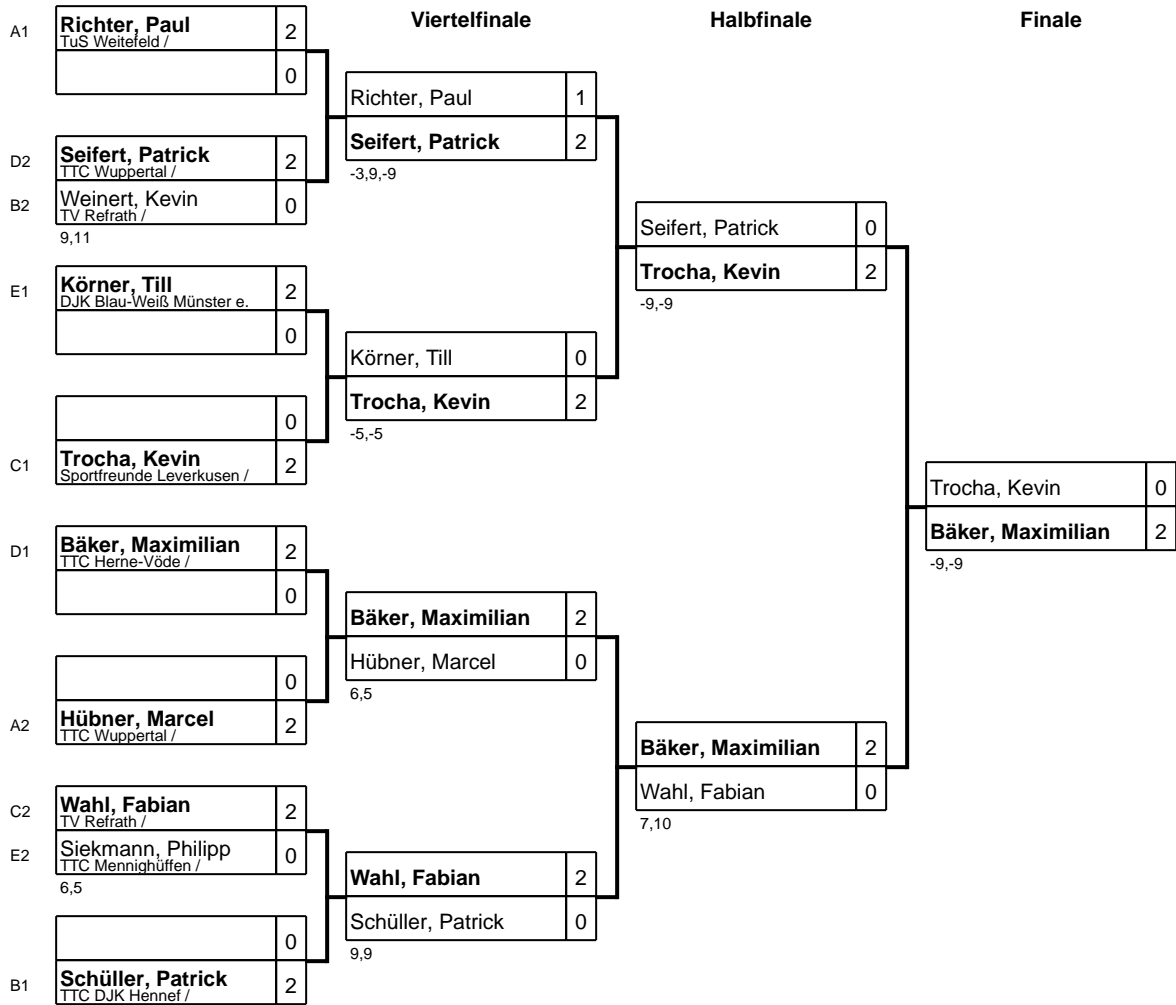 Viertelfinale
Halbfinale
Finale
A1
Richter, Paul
TuS Weitefeld /
2
0
D2
Seifert, Patrick
TTC Wuppertal /
2
B2
Weinert, Kevin
TV Refrath /
0
9,11
E1
Körner, Till
DJK Blau-Weiß Münster e.
2
0
0
C1
Trocha, Kevin
Sportfreunde Leverkusen /
2
D1
Bäker, Maximilian
TTC Herne-Vöde /
2
0
0
A2
Hübner, Marcel
TTC Wuppertal /
2
C2
Wahl, Fabian
TV Refrath /
2
E2
Siekmann, Philipp
TTC Mennighüffen /
0
6,5
0
B1
Schüller, Patrick
TTC DJK Hennef /
2
Richter, Paul 1
Seifert, Patrick 2
-3,9,-9
Körner, Till 0
Trocha, Kevin 2
-5,-5
Bäker, Maximilian 2
Hübner, Marcel 0
6,5
Wahl, Fabian 2
Schüller, Patrick 0
9,9
Seifert, Patrick 0
Trocha, Kevin 2
-9,-9
Bäker, Maximilian 2
Wahl, Fabian 0
7,10
Trocha, Kevin 0
Bäker, Maximilian 2
-9,-9